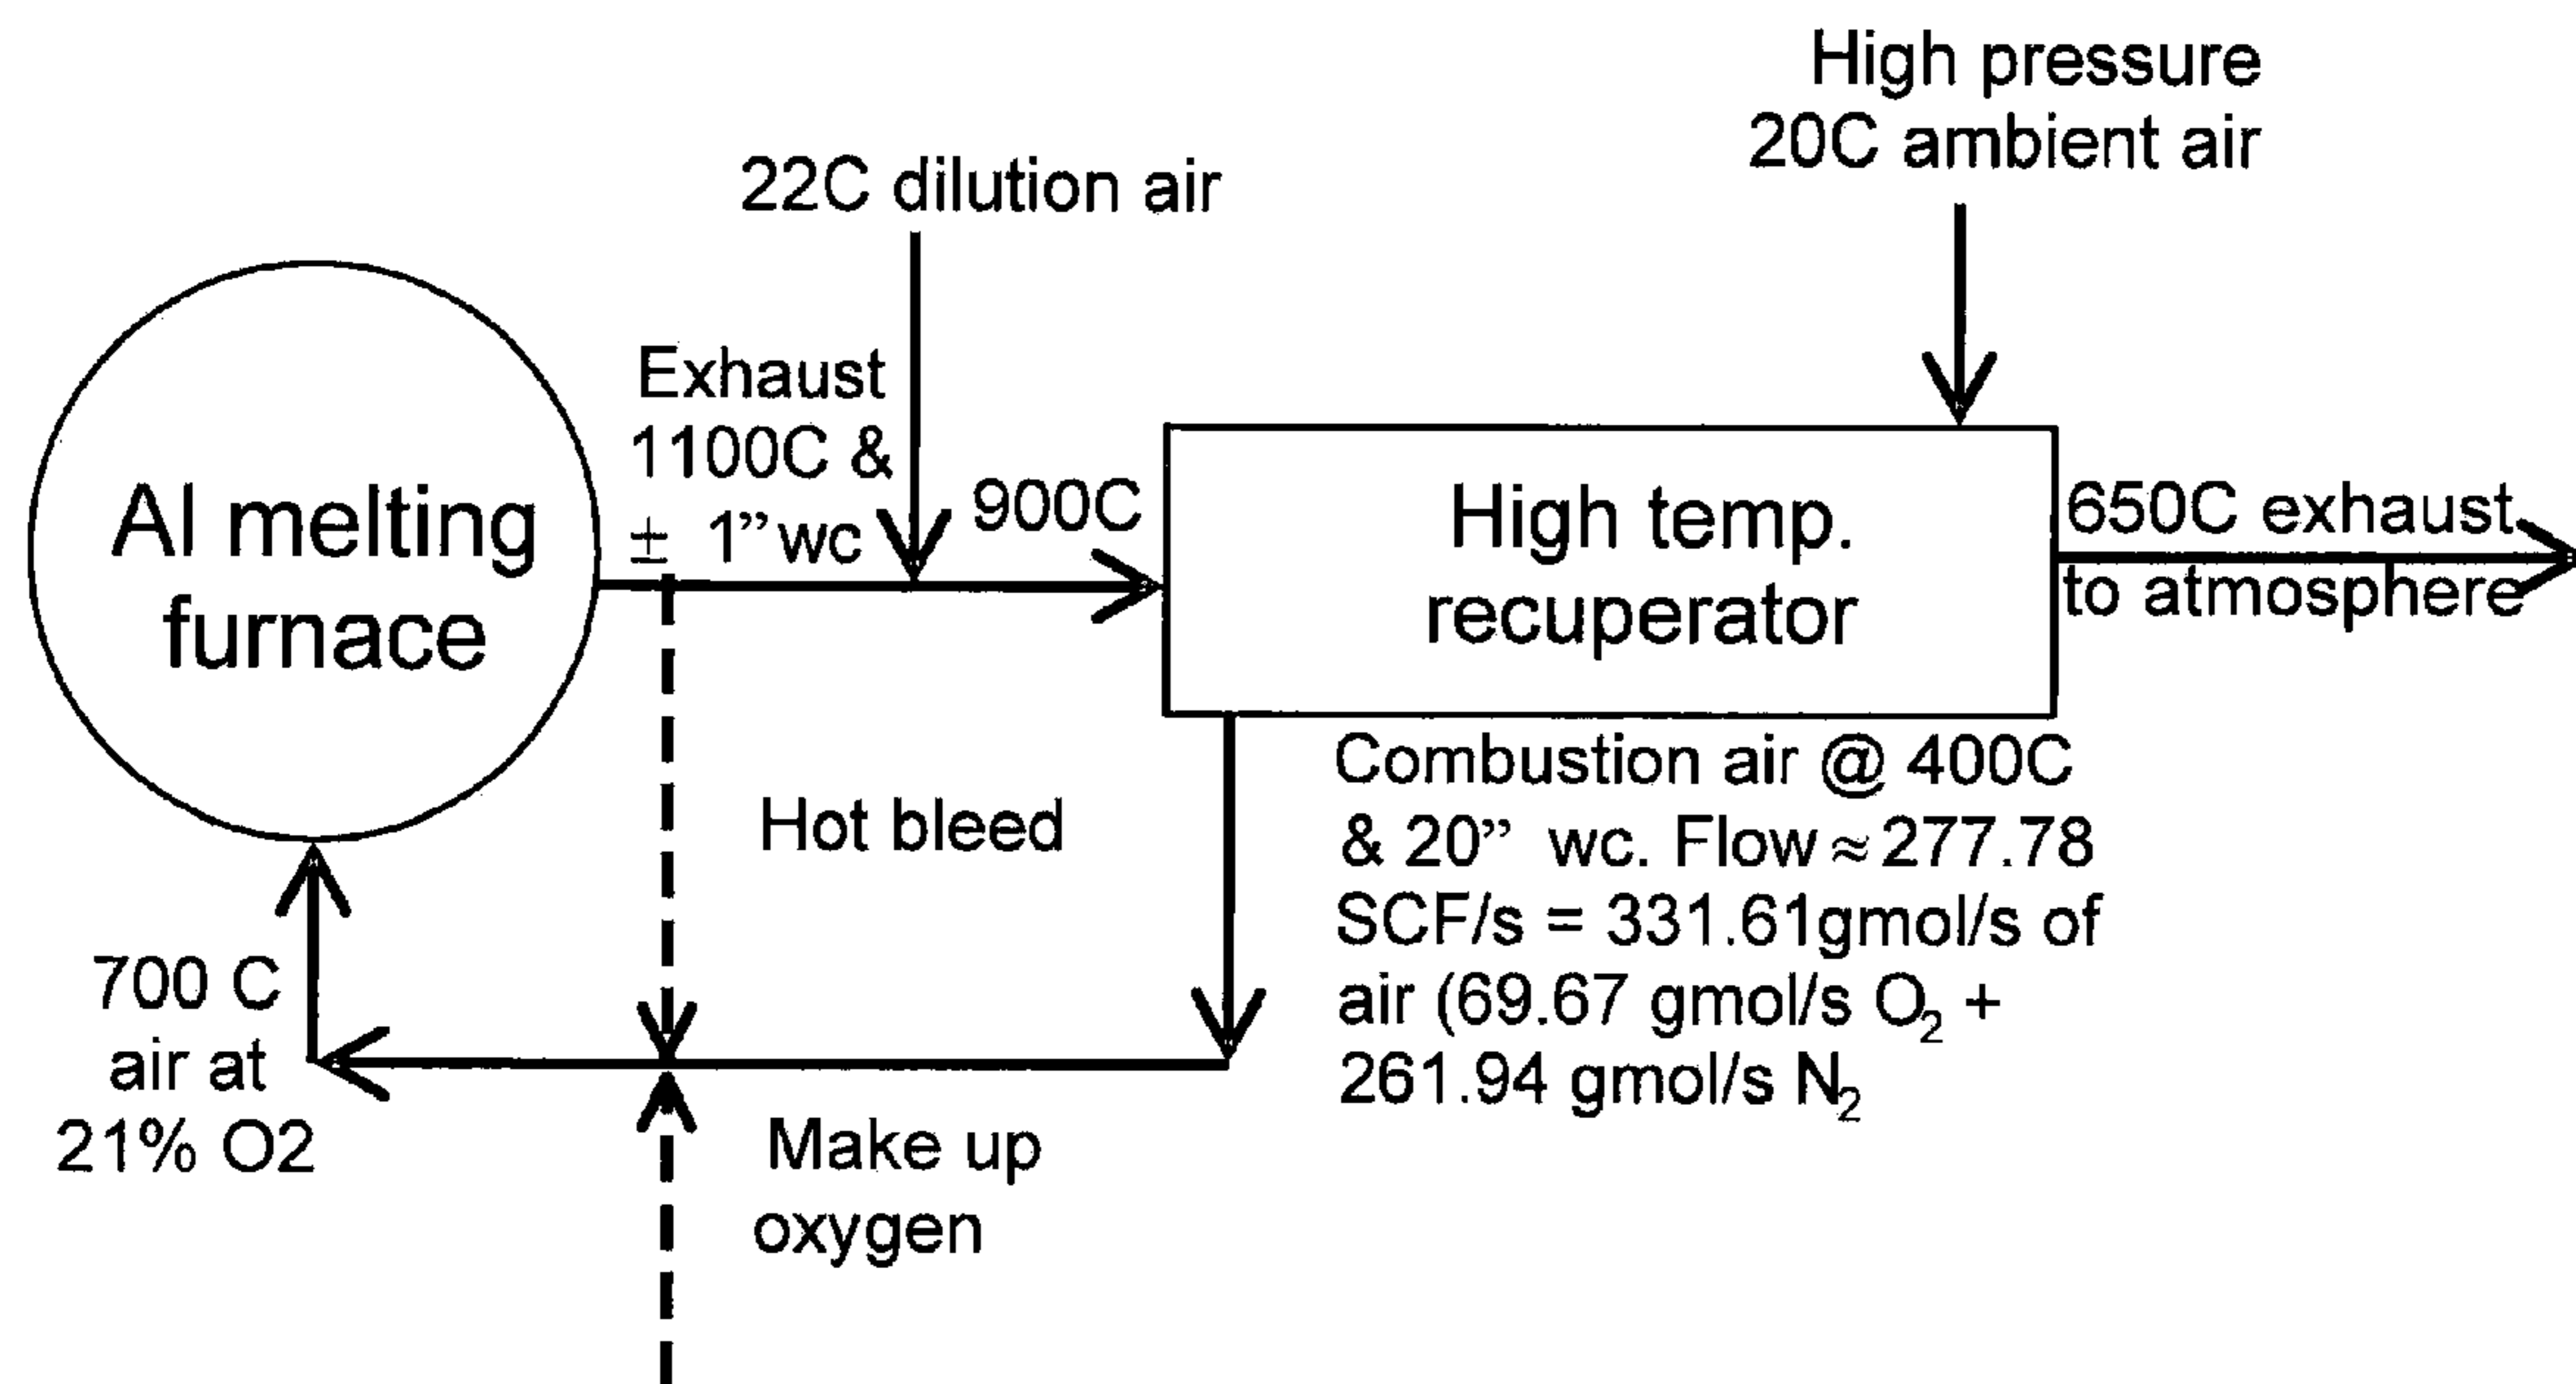 High pressure
20C ambient air
22C dilution air
Exhaust
1100C &
± 1” wc
900C
Al melting
furnace
High temp.
recuperator
650C exhaust
to atmosphere
Hot bleed
Combustion air @ 400C
& 20” wc. Flow ≈ 277.78
SCF/s = 331.61gmol/s of
air (69.67 gmol/s O₂ +
261.94 gmol/s N₂
700 C
air at
21% O2
Make up
oxygen